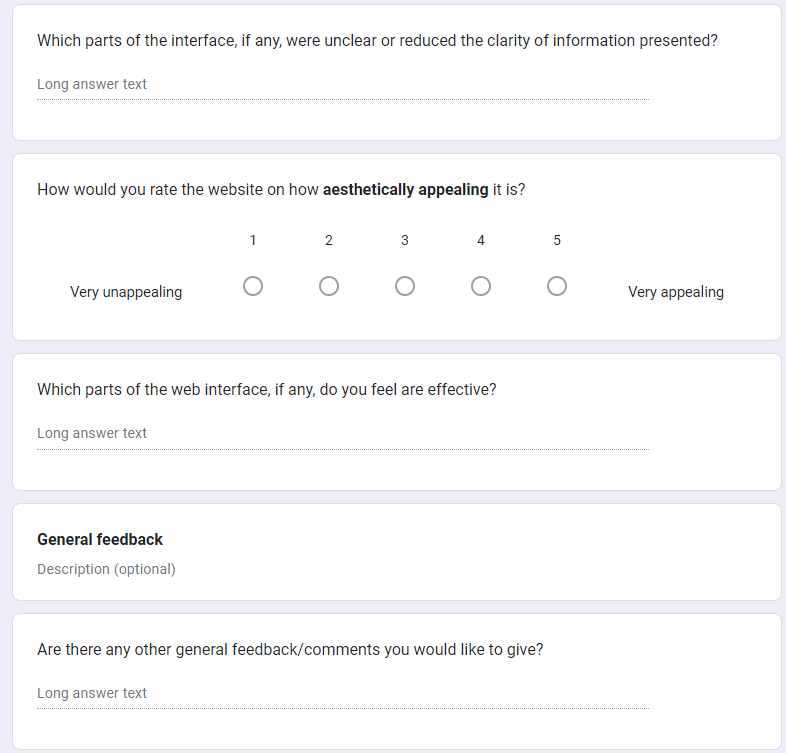 Which parts of the interface, if any, were unclear or reduced the clarity of information presented?
Long answer text
How would you rate the website on how aesthetically appealing it is?
1 2 3 4 5
Very unappealing Very appealing
Which parts of the web interface, if any, do you feel are effective?
Long answer text
General feedback
Description (optional)
Are there any other general feedback/comments you would like to give?
Long answer text